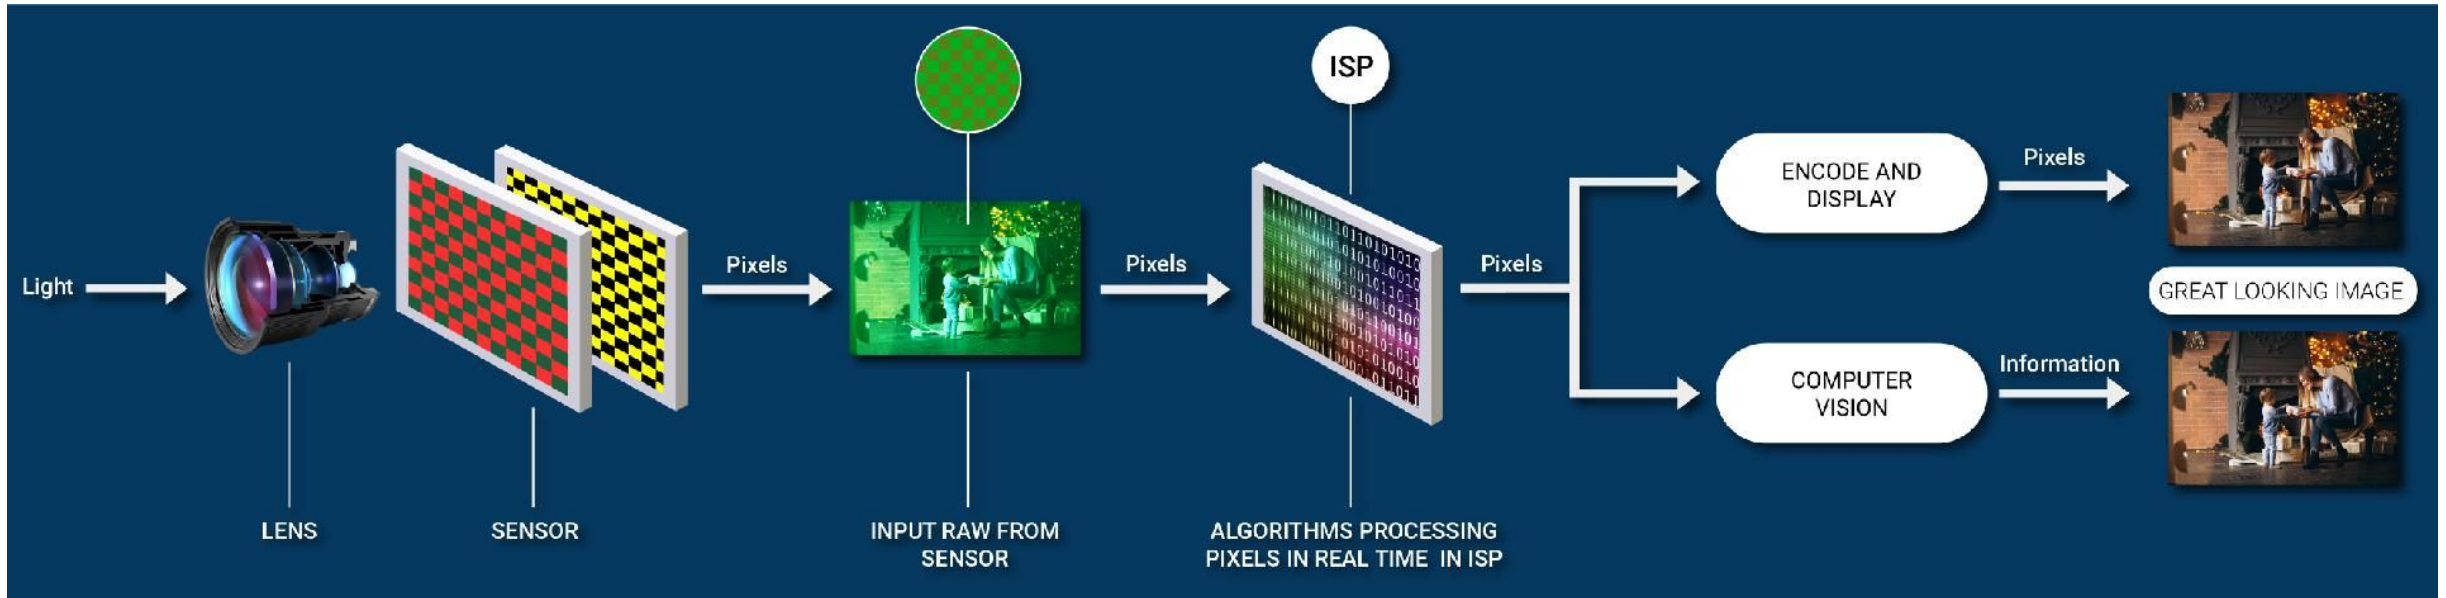 Light
LENS
SENSOR
Pixels
INPUT RAW FROM
SENSOR
Pixels
ISP
ALGORITHMS PROCESSING
PIXELS IN REAL TIME IN ISP
Pixels
ENCODE AND
DISPLAY
Pixels
COMPUTER
VISION
Information
GREAT LOOKING IMAGE